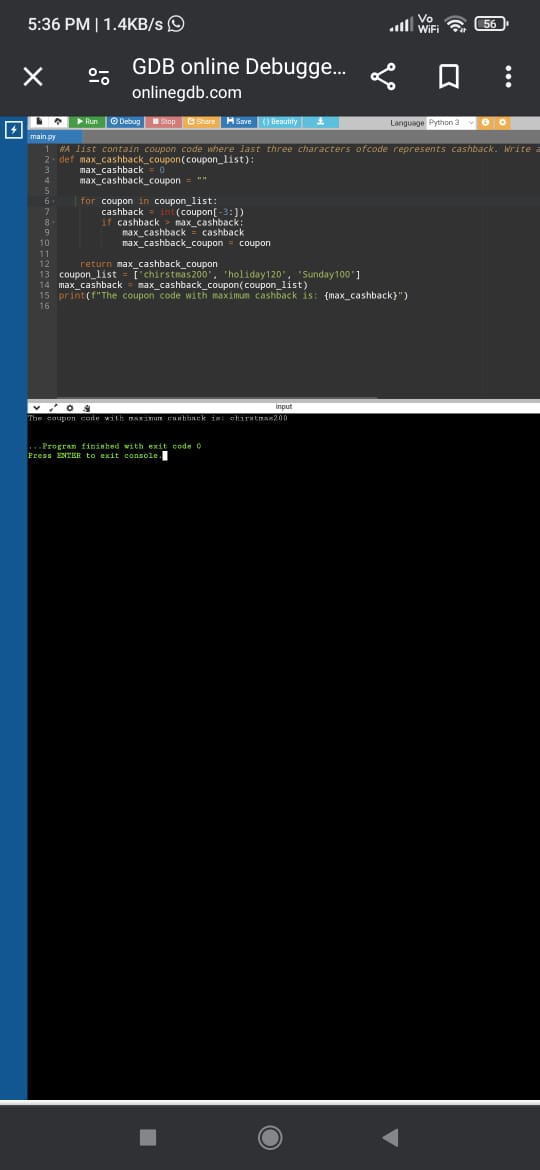 5:36 PM | 1.4KB/s
Vo WiFi 56
GDB online Debugge...
onlinegdb.com
Run Debug Stop Share Save { } Beautify Language Python 3
main.py
1 #A list contain coupon code where last three characters ofcode represents cashback. Write a
2 def max_cashback_coupon(coupon_list):
3 max_cashback = 0
4 max_cashback_coupon = ""
5
6 for coupon in coupon_list:
7 cashback = int(coupon[-3:])
8 if cashback > max_cashback:
9 max_cashback = cashback
10 max_cashback_coupon = coupon
11
12 return max_cashback_coupon
13 coupon_list = ['chirstmas200', 'holiday120', 'Sunday100']
14 max_cashback = max_cashback_coupon(coupon_list)
15 print(f"The coupon code with maximum cashback is: {max_cashback}")
16
input
The coupon code with maximum cashback is: chirstmas200
...Program finished with exit code 0
Press ENTER to exit console.